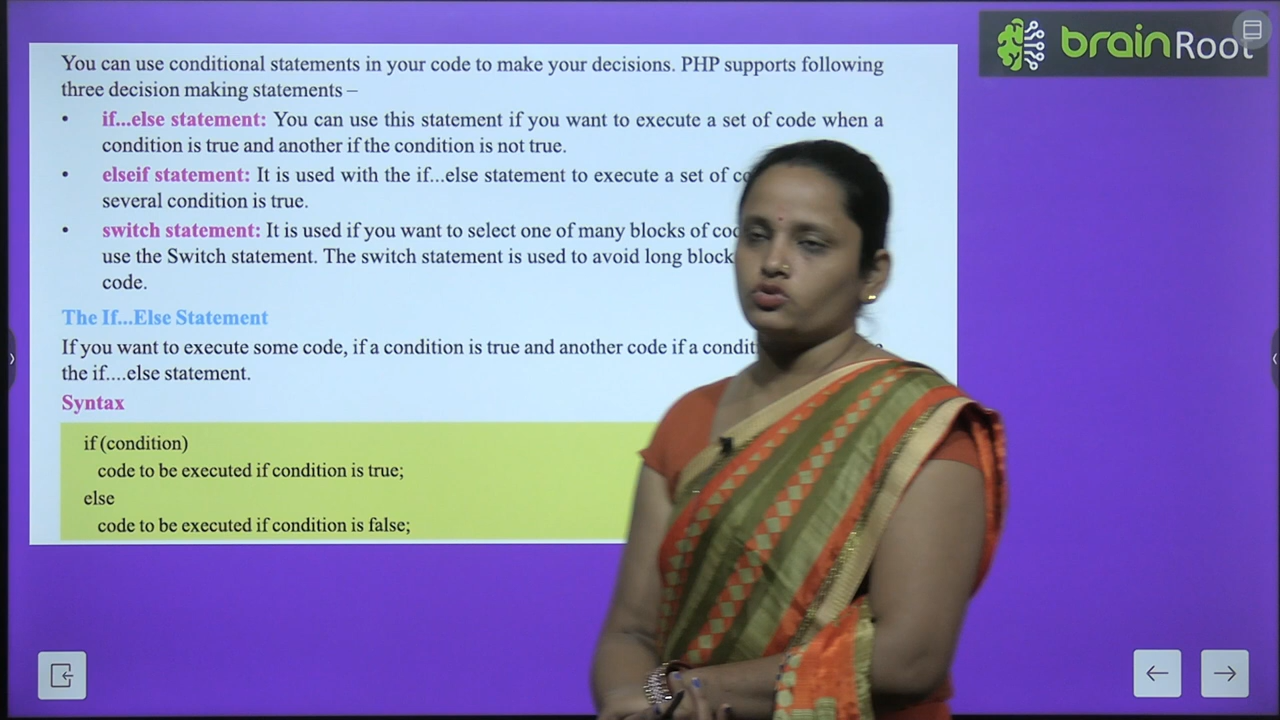 brainRoot
You can use conditional statements in your code to make your decisions. PHP supports following
three decision making statements –
• if...else statement: You can use this statement if you want to execute a set of code when a
condition is true and another if the condition is not true.
• elseif statement: It is used with the if...else statement to execute a set of
several condition is true.
• switch statement: It is used if you want to select one of many blocks of
use the Switch statement. The switch statement is used to avoid long
code.
The If...Else Statement
If you want to execute some code, if a condition is true and another code if a
the if....else statement.
Syntax
if (condition)
code to be executed if condition is true;
else
code to be executed if condition is false;